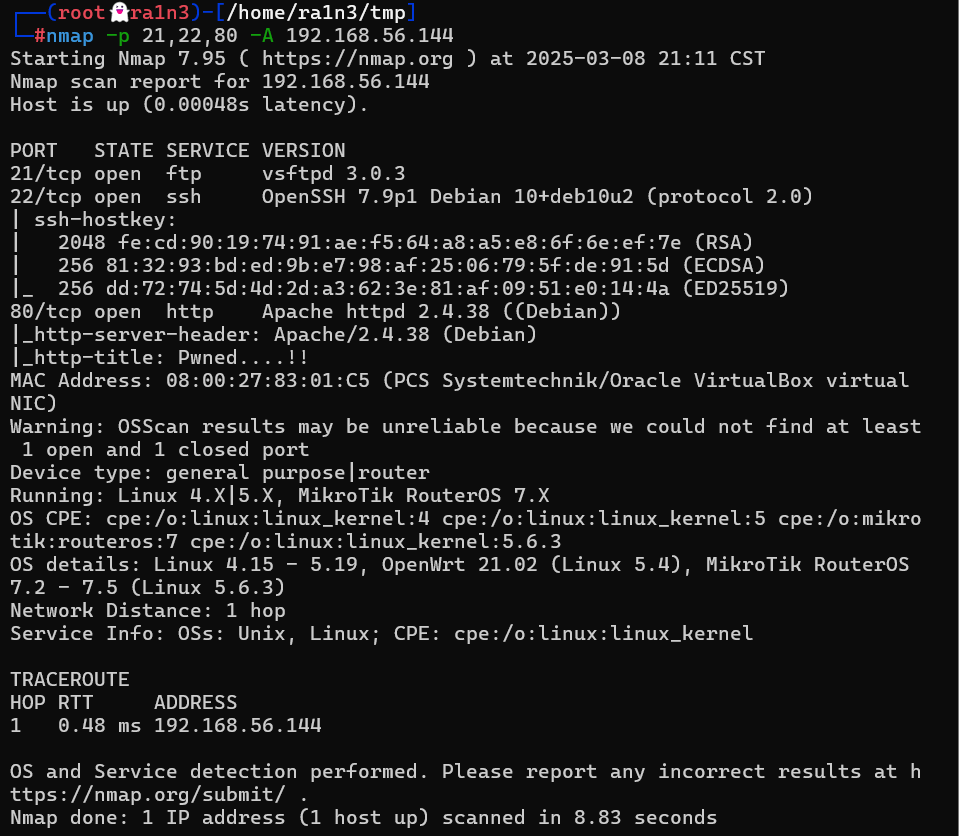 ┌──(root👻ra1n3)-[/home/ra1n3/tmp]
└─#nmap -p 21,22,80 -A 192.168.56.144
Starting Nmap 7.95 ( https://nmap.org ) at 2025-03-08 21:11 CST
Nmap scan report for 192.168.56.144
Host is up (0.00048s latency).

PORT   STATE SERVICE VERSION
21/tcp open  ftp     vsftpd 3.0.3
22/tcp open  ssh     OpenSSH 7.9p1 Debian 10+deb10u2 (protocol 2.0)
| ssh-hostkey:
|   2048 fe:cd:90:19:74:91:ae:f5:64:a8:a5:e8:6f:6e:ef:7e (RSA)
|   256 81:32:93:bd:ed:9b:e7:98:af:25:06:79:5f:de:91:5d (ECDSA)
|_  256 dd:72:74:5d:4d:2d:a3:62:3e:81:af:09:51:e0:14:4a (ED25519)
80/tcp open  http    Apache httpd 2.4.38 ((Debian))
|_http-server-header: Apache/2.4.38 (Debian)
|_http-title: Pwned....!!
MAC Address: 08:00:27:83:01:C5 (PCS Systemtechnik/Oracle VirtualBox virtual
NIC)
Warning: OSScan results may be unreliable because we could not find at least
 1 open and 1 closed port
Device type: general purpose|router
Running: Linux 4.X|5.X, MikroTik RouterOS 7.X
OS CPE: cpe:/o:linux:linux_kernel:4 cpe:/o:linux:linux_kernel:5 cpe:/o:mikro
tik:routeros:7 cpe:/o:linux:linux_kernel:5.6.3
OS details: Linux 4.15 - 5.19, OpenWrt 21.02 (Linux 5.4), MikroTik RouterOS
7.2 - 7.5 (Linux 5.6.3)
Network Distance: 1 hop
Service Info: OSs: Unix, Linux; CPE: cpe:/o:linux:linux_kernel

TRACEROUTE
HOP RTT     ADDRESS
1   0.48 ms 192.168.56.144

OS and Service detection performed. Please report any incorrect results at h
ttps://nmap.org/submit/ .
Nmap done: 1 IP address (1 host up) scanned in 8.83 seconds